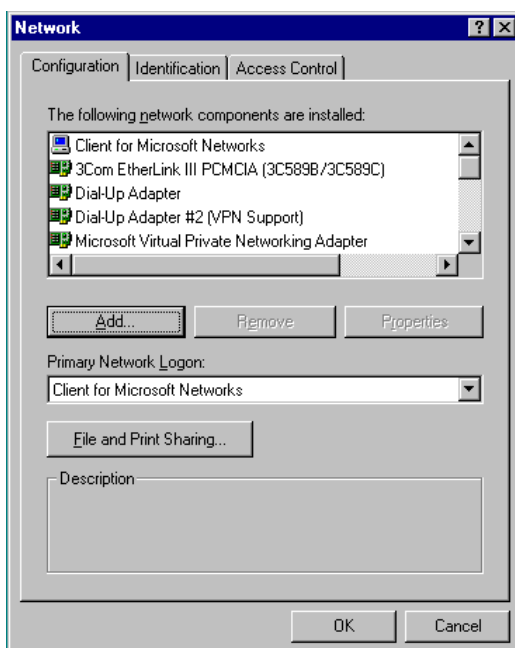 Network
Configuration Identification Access Control
The following network components are installed:
Client for Microsoft Networks
3Com EtherLink III PCMCIA (3C589B/3C589C)
Dial-Up Adapter
Dial-Up Adapter #2 (VPN Support)
Microsoft Virtual Private Networking Adapter
Add... Remove Properties
Primary Network Logon:
Client for Microsoft Networks
File and Print Sharing...
Description
OK Cancel